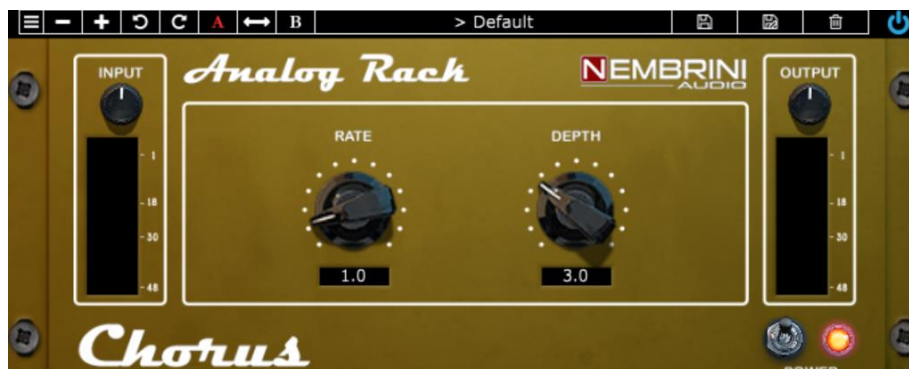 A B > Default
INPUT Analog Rack NEMBRINI AUDIO OUTPUT
RATE DEPTH
- 1 - 1
- 18 - 18
- 30 - 30
- 48 - 48
1.0 3.0
Chorus
POWER